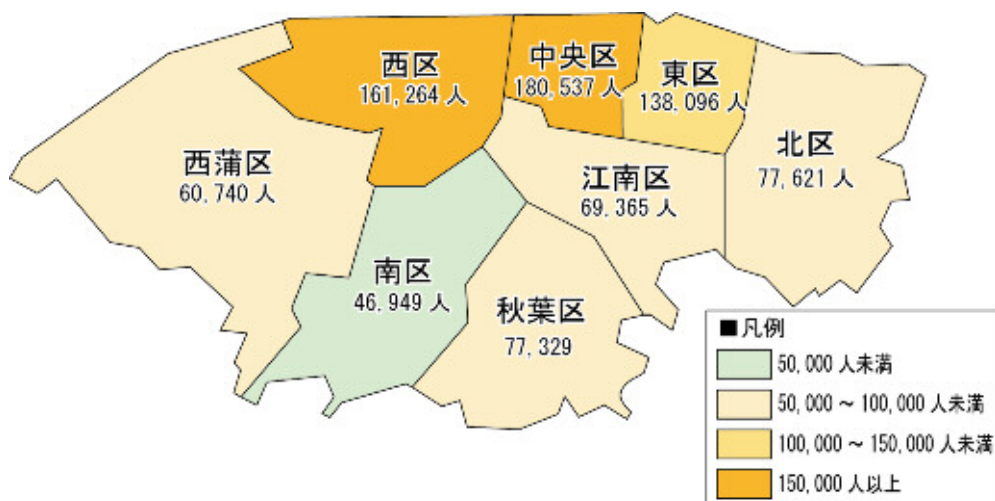 西区
161,264 人
中央区
180,537 人
東区
138,096 人
北区
77,621 人
西蒲区
60,740 人
江南区
69,365 人
南区
46,949 人
秋葉区
77,329
■凡例
50,000 人未満
50,000 ～ 100,000 人未満
100,000 ～ 150,000 人未満
150,000 人以上